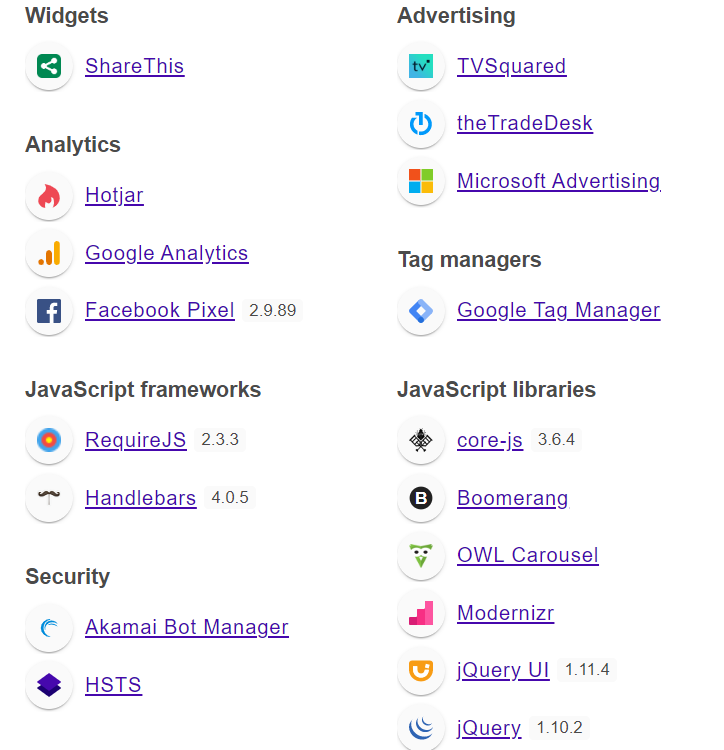 Widgets
ShareThis
Analytics
Hotjar
Google Analytics
Facebook Pixel 2.9.89
JavaScript frameworks
RequireJS 2.3.3
Handlebars 4.0.5
Security
Akamai Bot Manager
HSTS
Advertising
tv
TVSquared
theTradeDesk
Microsoft Advertising
Tag managers
Google Tag Manager
JavaScript libraries
core-js 3.6.4
B
Boomerang
OWL Carousel
Modernizr
jQuery UI 1.11.4
jQuery 1.10.2